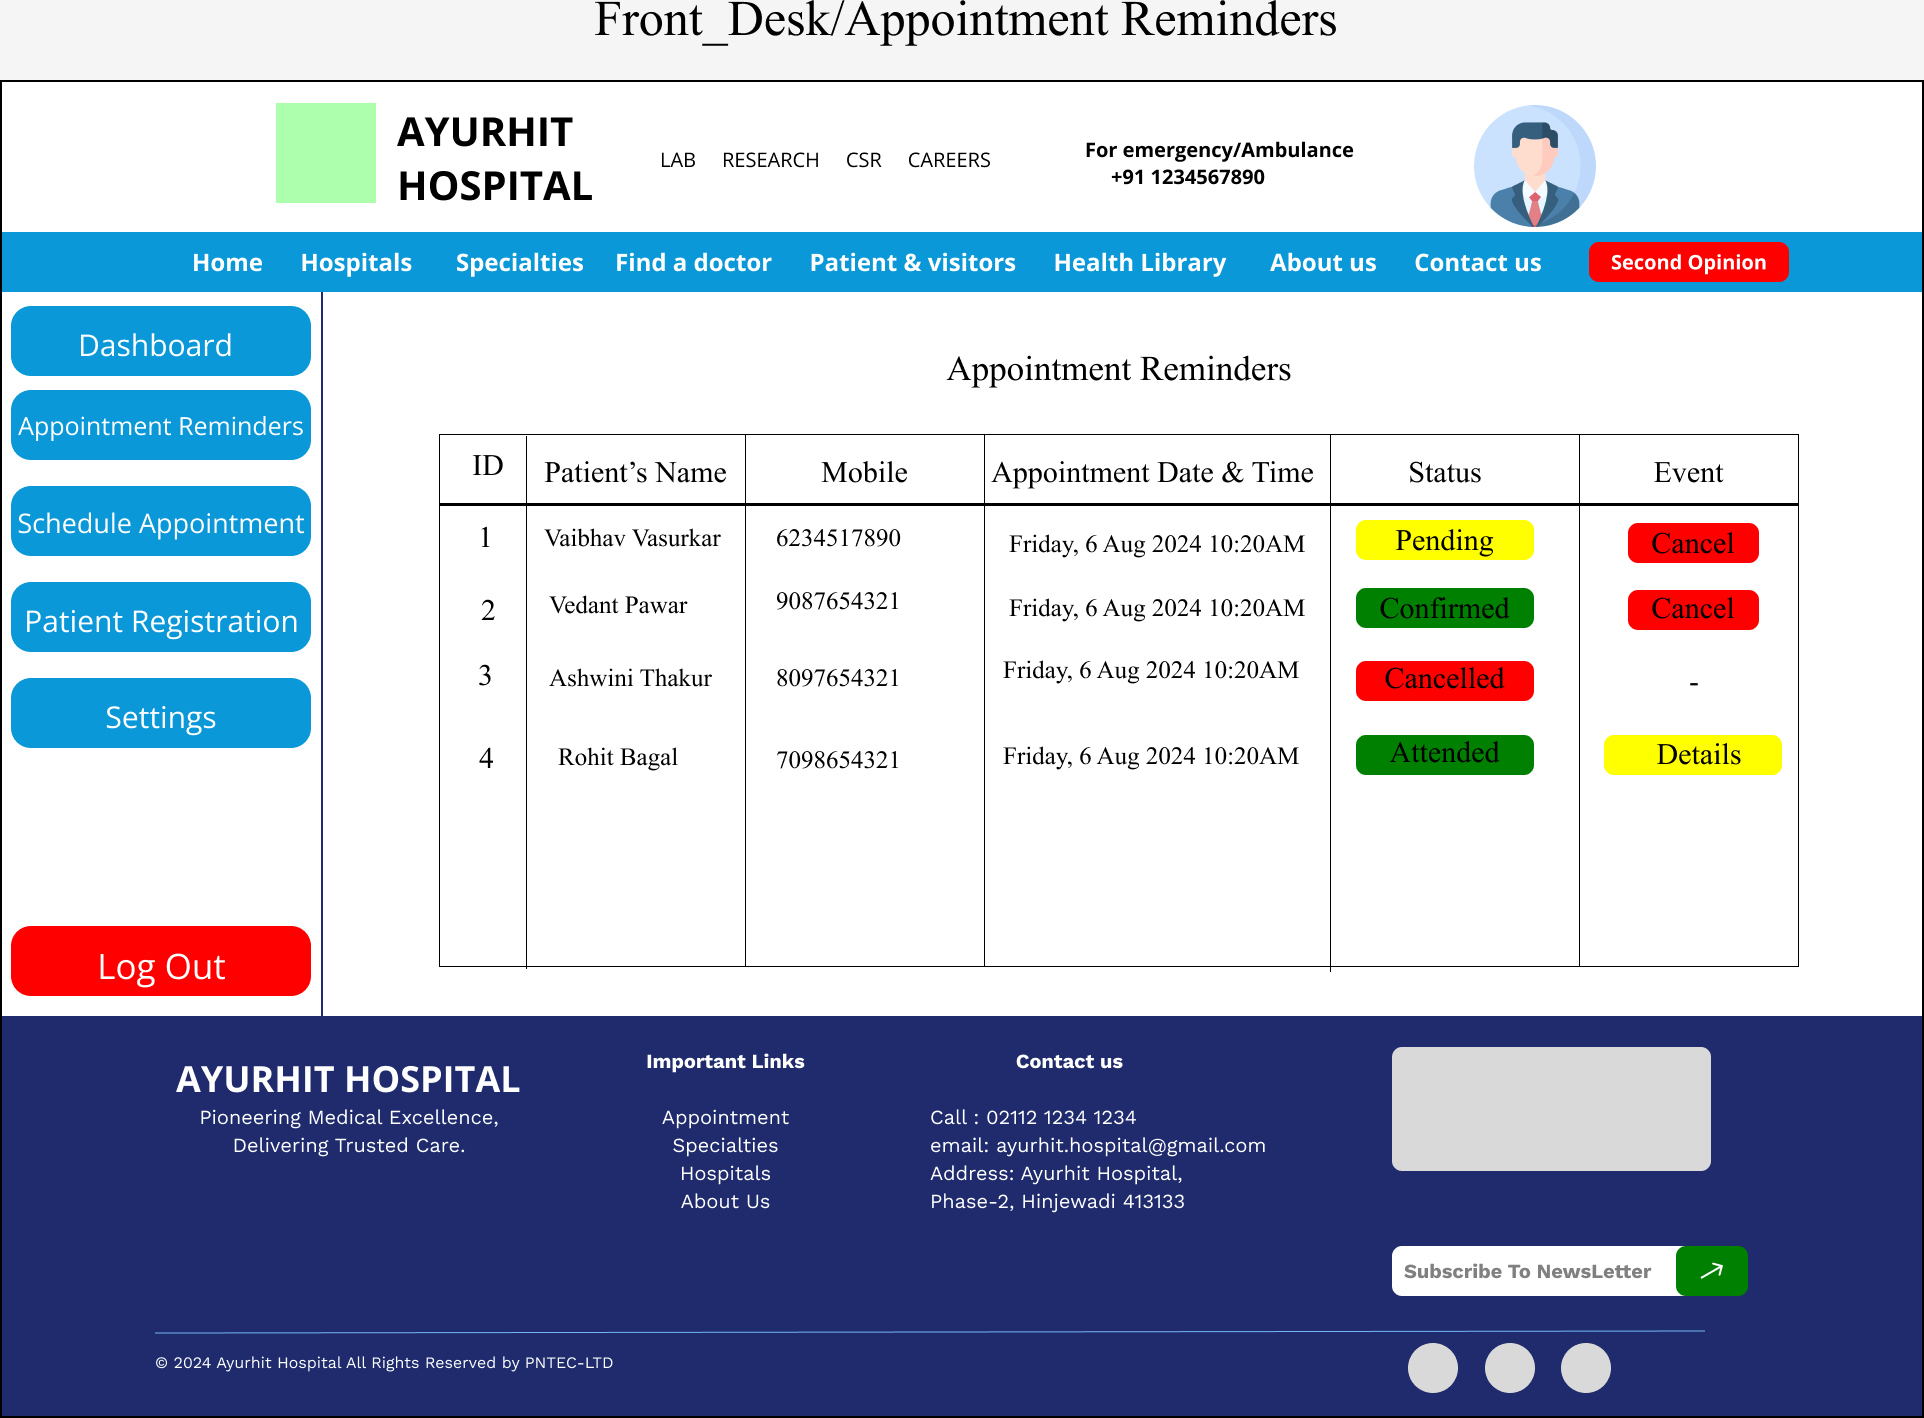 Front_Desk/Appointment Reminders
AYURHIT
HOSPITAL
LAB RESEARCH CSR CAREERS
For emergency/Ambulance
+91 1234567890
Home Hospitals Specialties Find a doctor Patient & visitors Health Library About us Contact us Second Opinion
Dashboard
Appointment Reminders
Schedule Appointment
Patient Registration
Settings
Log Out
Appointment Reminders
ID Patient’s Name Mobile Appointment Date & Time Status Event
1 Vaibhav Vasurkar 6234517890 Friday, 6 Aug 2024 10:20AM Pending Cancel
2 Vedant Pawar 9087654321 Friday, 6 Aug 2024 10:20AM Confirmed Cancel
3 Ashwini Thakur 8097654321 Friday, 6 Aug 2024 10:20AM Cancelled -
4 Rohit Bagal 7098654321 Friday, 6 Aug 2024 10:20AM Attended Details
AYURHIT HOSPITAL
Pioneering Medical Excellence,
Delivering Trusted Care.
Important Links
Appointment
Specialties
Hospitals
About Us
Contact us
Call : 02112 1234 1234
email: ayurhit.hospital@gmail.com
Address: Ayurhit Hospital,
Phase-2, Hinjewadi 413133
Subscribe To NewsLetter
© 2024 Ayurhit Hospital All Rights Reserved by PNTEC-LTD